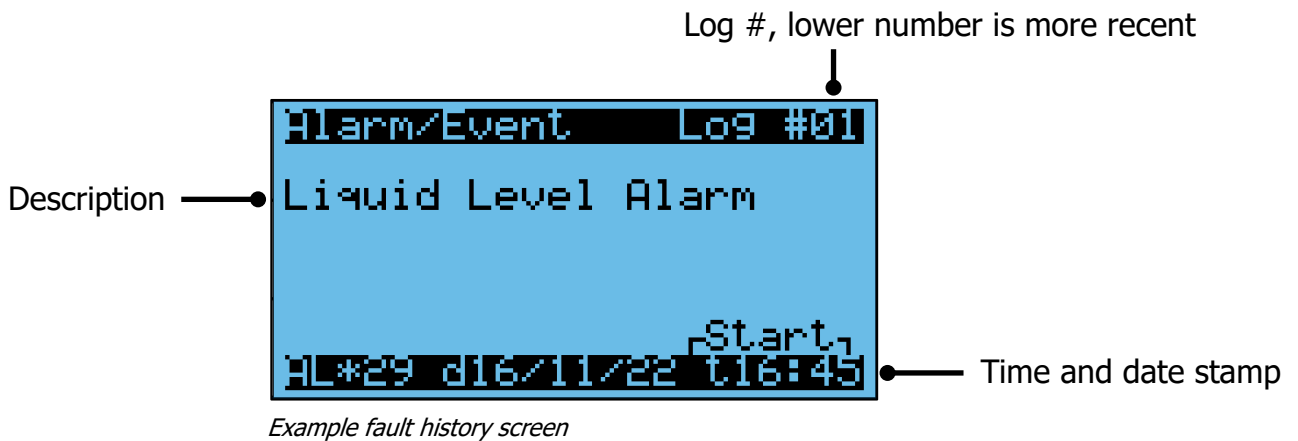 Log #, lower number is more recent
Alarm/Event Log #01
Description
Liquid Level Alarm
Start
AL*29 d16/11/22 t16:45
Time and date stamp
Example fault history screen